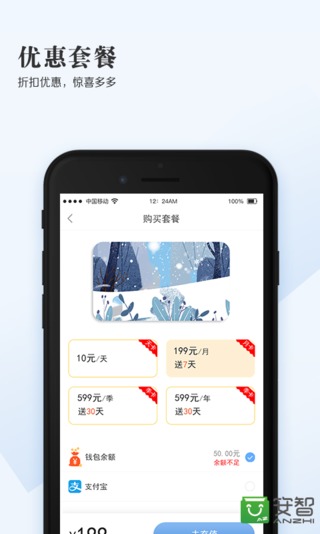 优惠套餐
折扣优惠，惊喜多多
中国移动
12:24AM
100%
购买套餐
10元/天
199元/月
送7天
599元/季
送30天
599元/年
送30天
钱包余额
50.00元
余额不足
支付宝
¥199
去充值
安智
ANZHI